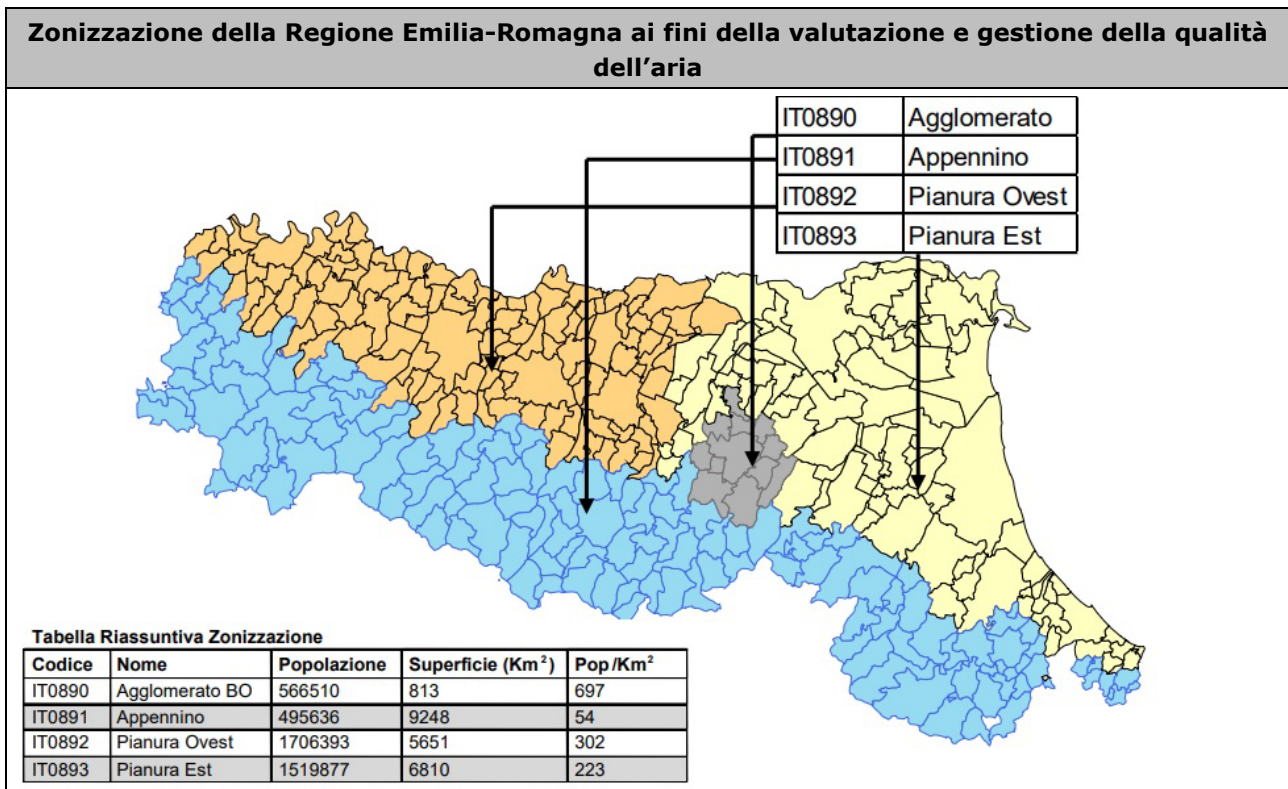 Zonizzazione della Regione Emilia-Romagna ai fini della valutazione e gestione della qualità
dell’aria
IT0890 Agglomerato
IT0891 Appennino
IT0892 Pianura Ovest
IT0893 Pianura Est
Tabella Riassuntiva Zonizzazione
Codice Nome Popolazione Superficie (Km²) Pop/Km²
IT0890 Agglomerato BO 566510 813 697
IT0891 Appennino 495636 9248 54
IT0892 Pianura Ovest 1706393 5651 302
IT0893 Pianura Est 1519877 6810 223